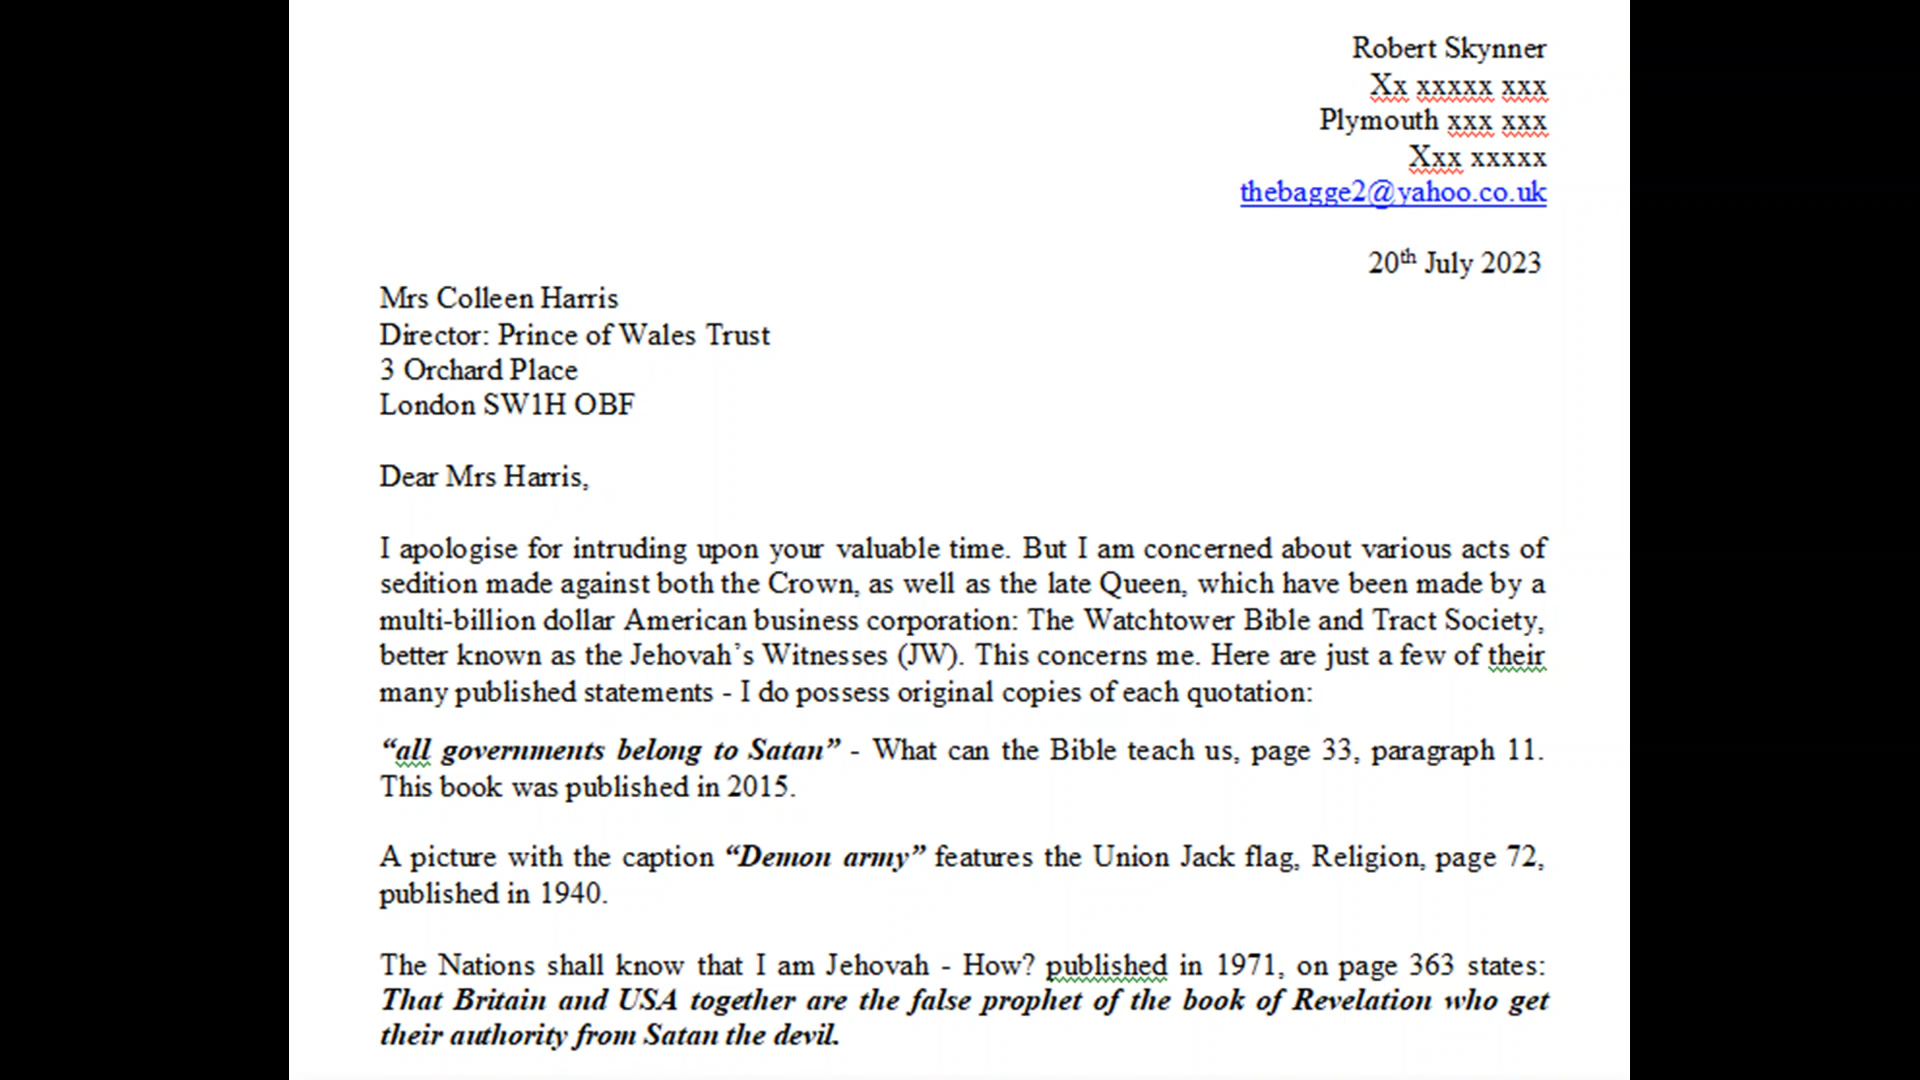 Robert Skynner
Xx xxxxx xxx
Plymouth xxx xxx
Xxx xxxxx
thebagge2@yahoo.co.uk
20th July 2023
Mrs Colleen Harris
Director: Prince of Wales Trust
3 Orchard Place
London SW1H OBF
Dear Mrs Harris,
I apologise for intruding upon your valuable time. But I am concerned about various acts of
sedition made against both the Crown, as well as the late Queen, which have been made by a
multi-billion dollar American business corporation: The Watchtower Bible and Tract Society,
better known as the Jehovah’s Witnesses (JW). This concerns me. Here are just a few of their
many published statements - I do possess original copies of each quotation:
“all governments belong to Satan” - What can the Bible teach us, page 33, paragraph 11.
This book was published in 2015.
A picture with the caption “Demon army” features the Union Jack flag, Religion, page 72,
published in 1940.
The Nations shall know that I am Jehovah - How? published in 1971, on page 363 states:
That Britain and USA together are the false prophet of the book of Revelation who get
their authority from Satan the devil.